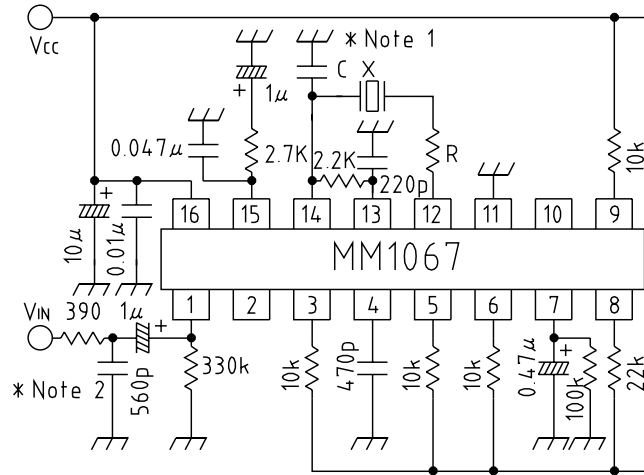 Vcc
* Note 1
C X
+ 1μ
0.047μ
2.7K
2.2K
R
220p
10k
+
10μ
0.01μ
16 15 14 13 12 11 10 9
MM1067
1 2 3 4 5 6 7 8
VIN 390 1μ
+
330k
* Note 2
560p
10k
470p
10k
10k
0.47μ
+
100k
22k